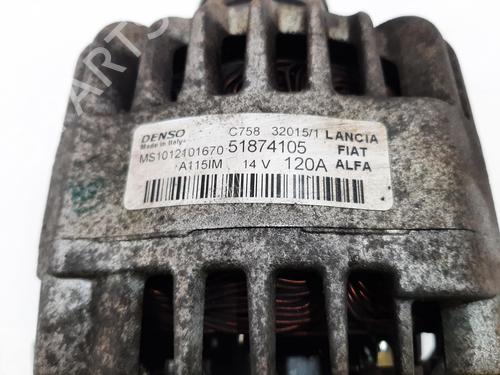 DENSO C758 32015/1 LANCIA
Made in Italy
MS1012101670 51874105 FIAT
A115IM 14 V 120A ALFA